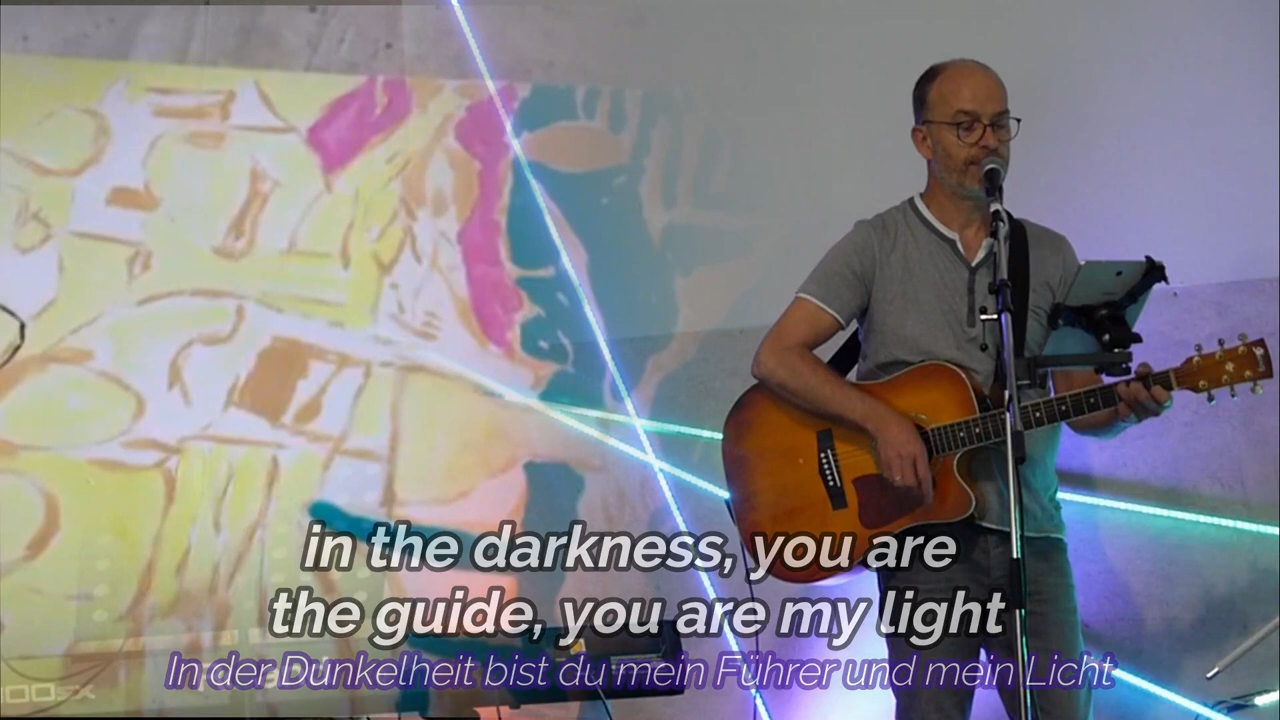 in the darkness, you are
the guide, you are my light
In der Dunkelheit bist du mein Führer und mein Licht